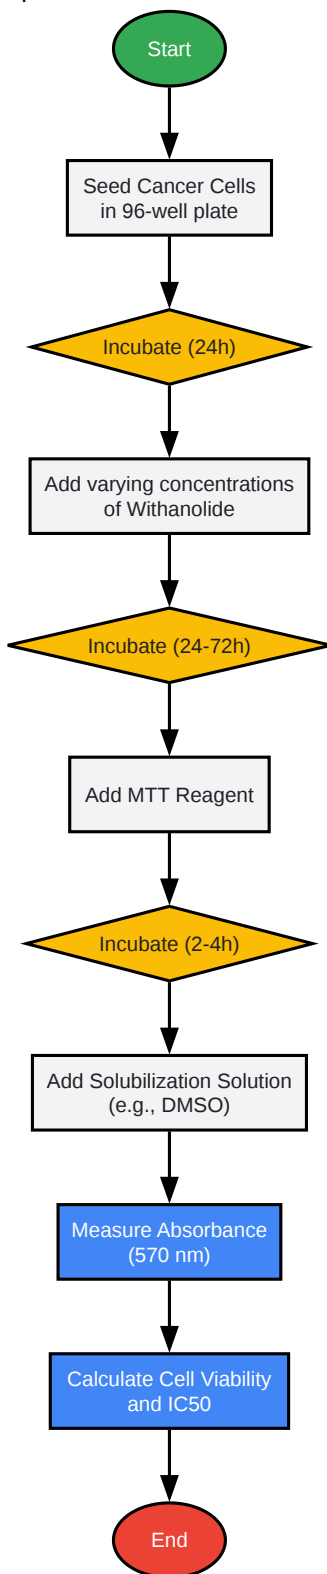 Start
Seed Cancer Cells
in 96-well plate
Incubate (24h)
Add varying concentrations
of Withanolide
Incubate (24-72h)
Add MTT Reagent
Incubate (2-4h)
Add Solubilization Solution
(e.g., DMSO)
Measure Absorbance
(570 nm)
Calculate Cell Viability
and IC50
End